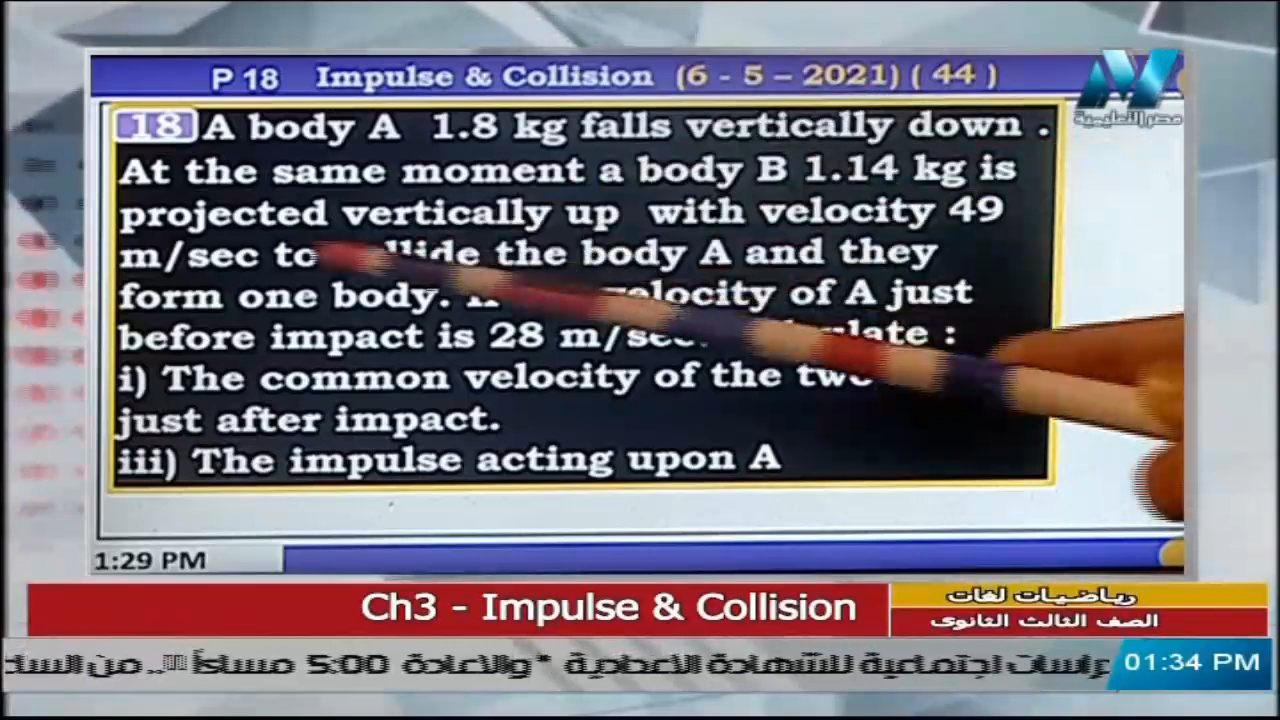 P 18 Impulse & Collision (6 - 5 – 2021) ( 44 )
مصر التعليمية
18 A body A 1.8 kg falls vertically down .
At the same moment a body B 1.14 kg is
projected vertically up with velocity 49
m/sec to the body A and they
form one body. of A just
before impact is 28 :
i) The common velocity of the
just after impact.
iii) The impulse acting upon A
1:29 PM
Ch3 - Impulse & Collision
رياضيات لغات
الصف الثالث الثانوى
اجتماعية للشهادة الاعدادية " والاعادة 5:00 مساءاً " .. من
01:34 PM